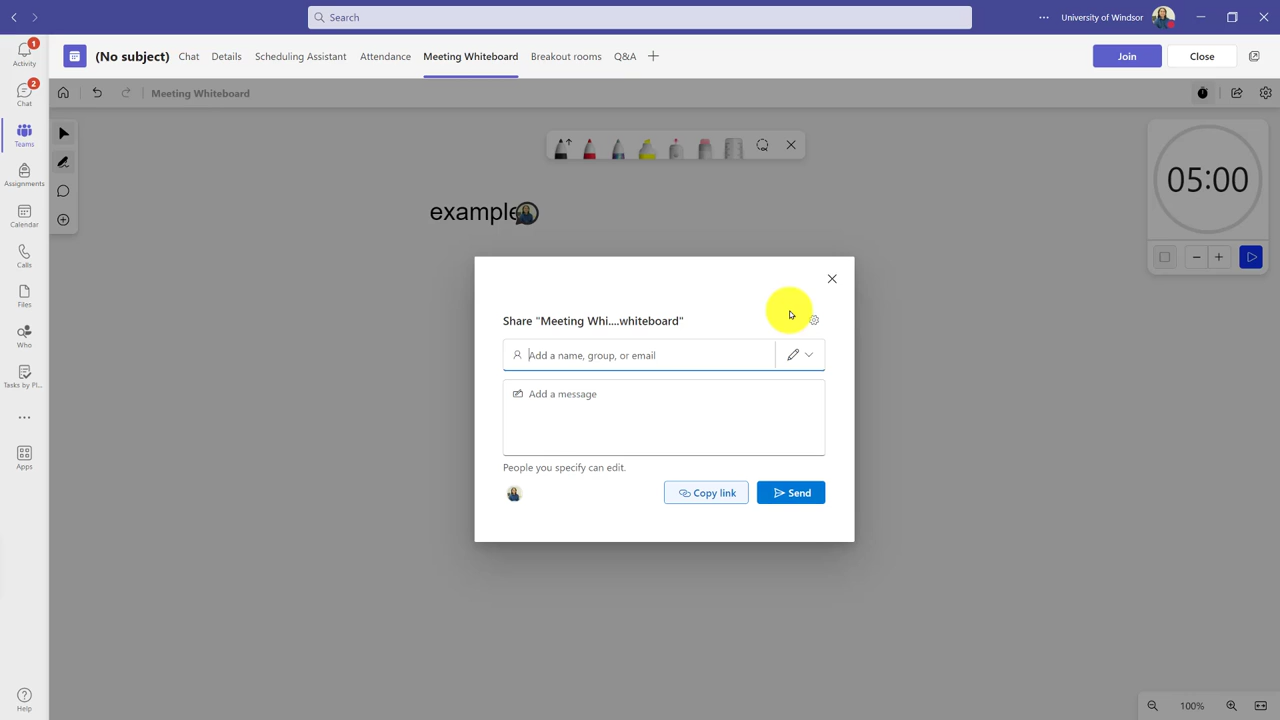 Search
University of Windsor
(No subject)
Chat
Details
Scheduling Assistant
Attendance
Meeting Whiteboard
Breakout rooms
Q&A
Join
Close
1
Activity
2
Chat
Teams
Assignments
Calendar
Calls
Files
Who
Tasks by Pl...
Apps
Help
Meeting Whiteboard
05:00
example
Share "Meeting Whi....whiteboard"
Add a name, group, or email
Add a message
People you specify can edit.
Copy link
Send
100%